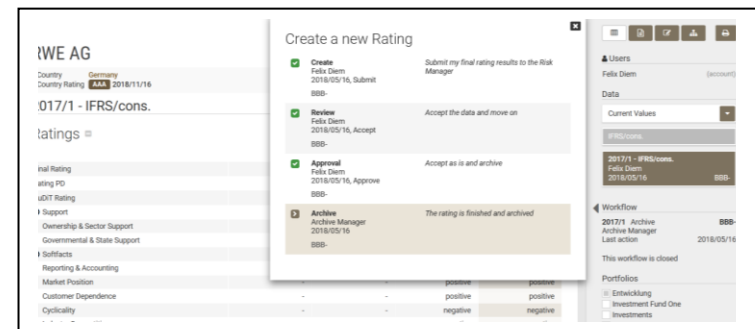 RWE AG
Country Germany
Country Rating AAA 2018/11/16
2017/1 - IFRS/cons.
Ratings
Final Rating
Rating PD
Support
Ownership & Sector Support
Governmental & State Support
Softfacts
Reporting & Accounting
Market Position - - positive positive
Customer Dependence - - positive positive
Cyclicality - - negative negative
Create a new Rating
Create
Felix Diem
2018/05/16, Submit
BBB-
Submit my final rating results to the Risk
Manager
Review
Felix Diem
2018/05/16, Accept
BBB-
Accept the data and move on
Approval
Felix Diem
2018/05/16, Approve
BBB-
Accept as is and archive
Archive
Archive Manager
2018/05/16
BBB-
The rating is finished and archived
Users
Felix Diem (account)
Data
Current Values
IFRS/cons.
2017/1 - IFRS/cons.
Felix Diem
2018/05/16 BBB-
Workflow
2017/1 Archive BBB-
Archive Manager
Last action 2018/05/16
This workflow is closed
Portfolios
Entwicklung
Investment Fund One
Investments